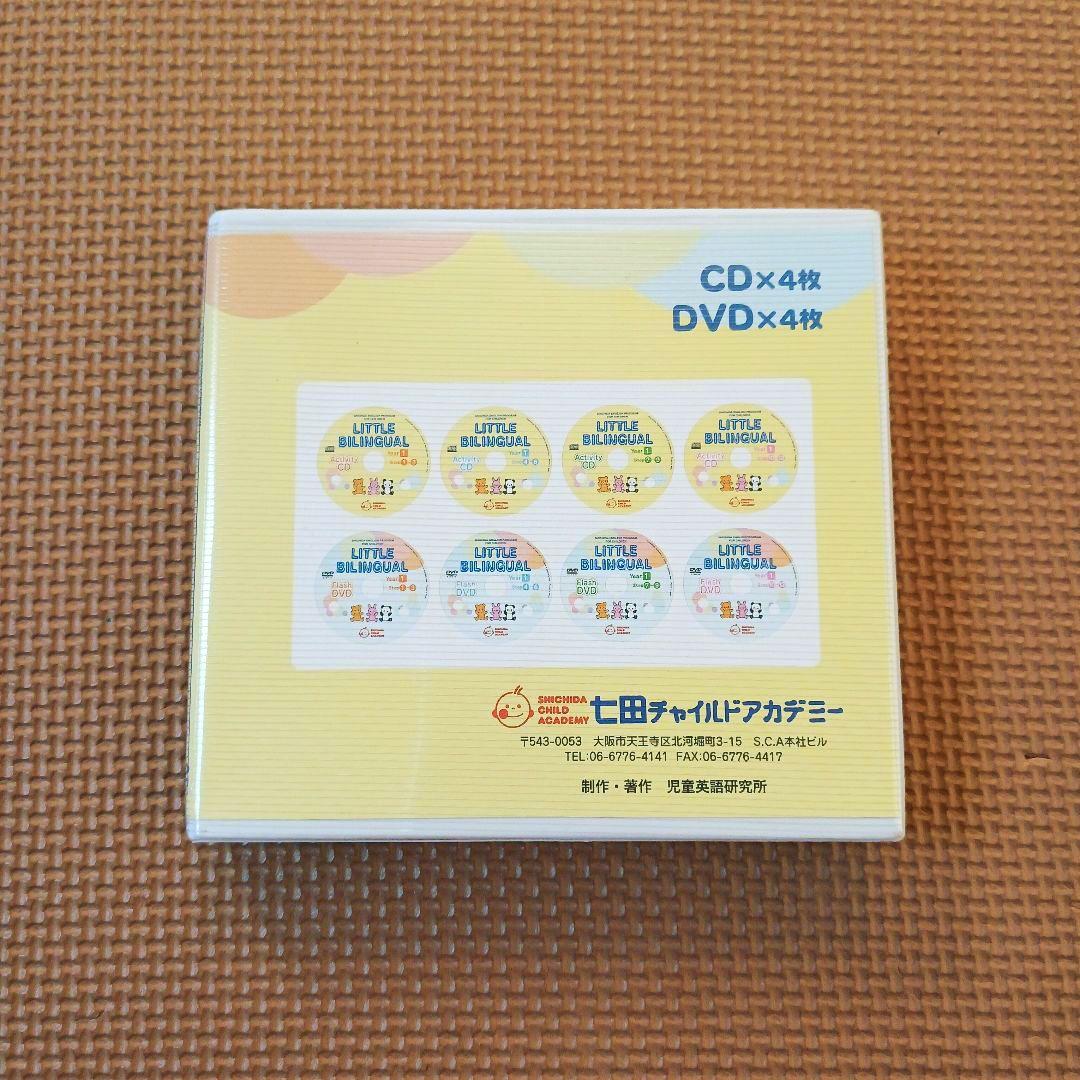 CD×4枚
DVD×4枚
LITTLE BILINGUAL
Activity CD
Year 1
LITTLE BILINGUAL
Activity CD
Year 1
LITTLE BILINGUAL
Activity CD
Year 1
LITTLE BILINGUAL
Activity CD
Year 1
LITTLE BILINGUAL
Flash DVD
Year 1
LITTLE BILINGUAL
Flash DVD
Year 1
LITTLE BILINGUAL
Flash DVD
Year 1
LITTLE BILINGUAL
Flash DVD
Year 1
SHICHIDA CHILD ACADEMY 七田チャイルドアカデミー
〒543-0053 大阪市天王寺区北河堀町3-15 S.C.A本社ビル
TEL:06-6776-4141 FAX:06-6776-4417
制作・著作 児童英語研究所